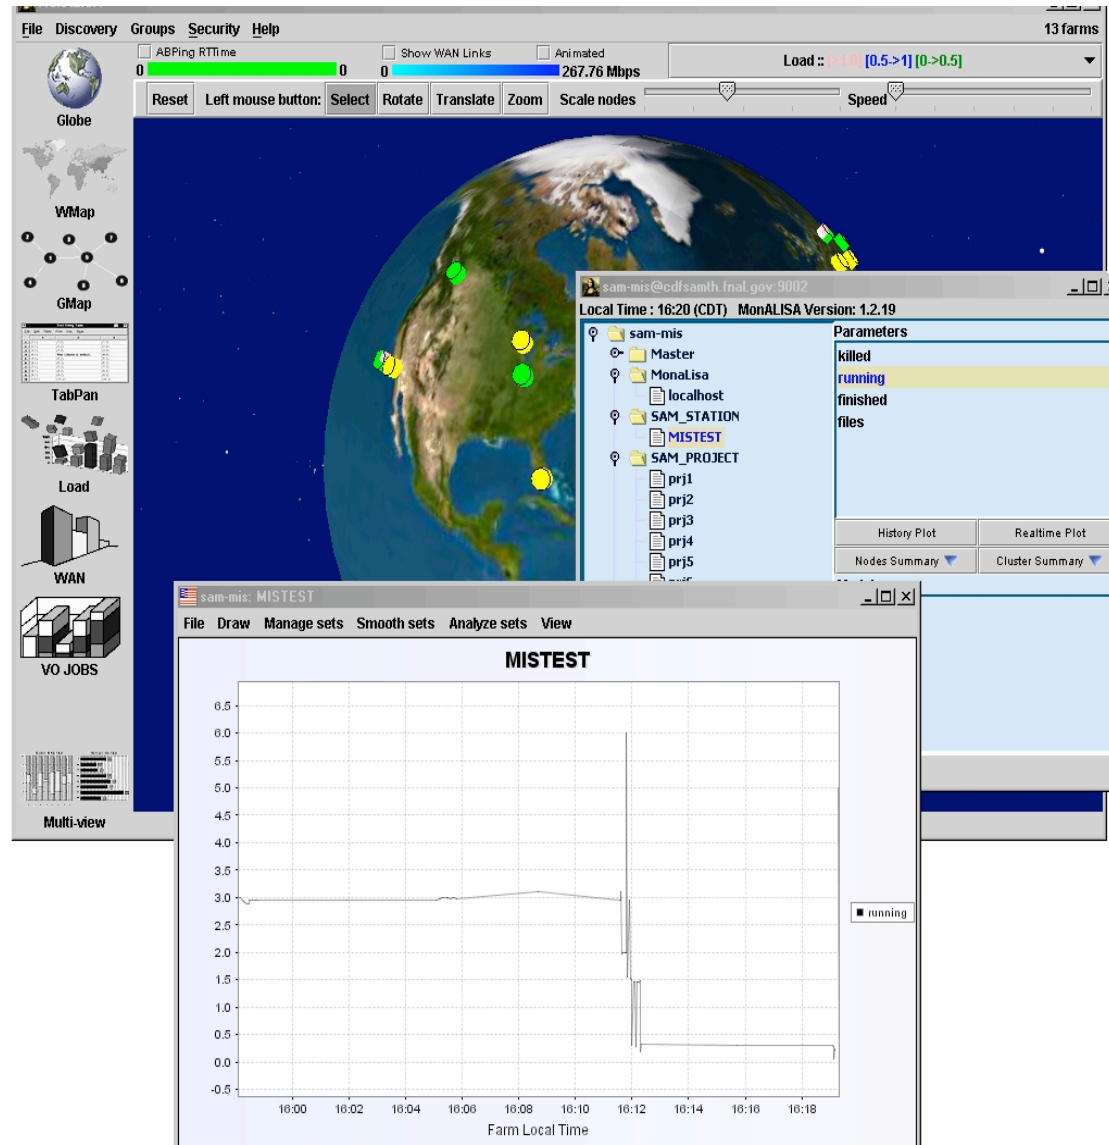 File Discovery Groups Security Help 13 farms
ABPing RTTime Show WAN Links Animated
0 0 0 267.76 Mbps
Load :: [>1.0] [0.5->1] [0->0.5]
Reset Left mouse button: Select Rotate Translate Zoom Scale nodes Speed
Globe
WMap
GMap
TabPan
Load
WAN
VO JOBS
Multi-view
sam-mis@cdfsamth.fnal.gov:9002
Local Time : 16:20 (CDT) MonALISA Version: 1.2.19
sam-mis
Master
MonaLisa
localhost
SAM_STATION
MISTEST
SAM_PROJECT
prj1
prj2
prj3
prj4
prj5
Parameters
killed
running
finished
files
History Plot Realtime Plot
Nodes Summary Cluster Summary
sam-mis: MISTEST
File Draw Manage sets Smooth sets Analyze sets View
MISTEST
6.5
6.0
5.5
5.0
4.5
4.0
3.5
3.0
2.5
2.0
1.5
1.0
0.5
0.0
-0.5
16:00 16:02 16:04 16:06 16:08 16:10 16:12 16:14 16:16 16:18
Farm Local Time
running